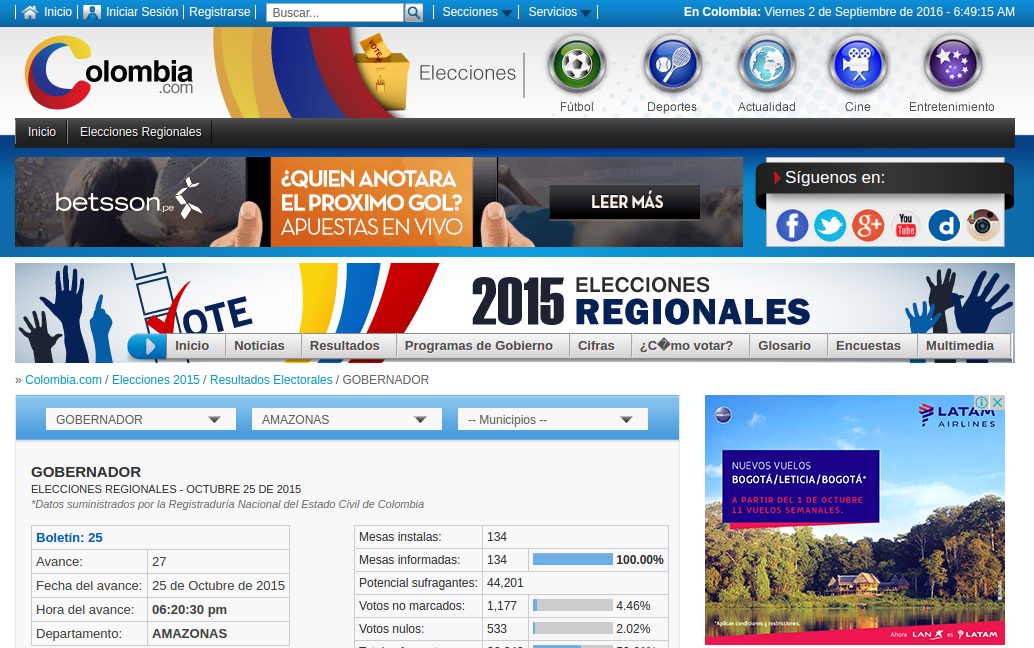 Inicio
Iniciar Sesión
Registrarse
Buscar...
Secciones
Servicios
En Colombia: Viernes 2 de Septiembre de 2016 - 6:49:15 AM
Colombia
.com
VOTE
Elecciones
Fútbol
Deportes
Actualidad
Cine
Entretenimiento
Inicio
Elecciones Regionales
betsson.pe
¿QUIEN ANOTARA
EL PROXIMO GOL?
APUESTAS EN VIVO
LEER MÁS
Síguenos en:
You
Tube
VOTE
2015 ELECCIONES
REGIONALES
Inicio
Noticias
Resultados
Programas de Gobierno
Cifras
¿C�mo votar?
Glosario
Encuestas
Multimedia
» Colombia.com / Elecciones 2015 / Resultados Electorales / GOBERNADOR
GOBERNADOR
AMAZONAS
-- Municipios --
GOBERNADOR
ELECCIONES REGIONALES - OCTUBRE 25 DE 2015
*Datos suministrados por la Registraduría Nacional del Estado Civil de Colombia
Boletín: 25
Avance: 27
Fecha del avance: 25 de Octubre de 2015
Hora del avance: 06:20:30 pm
Departamento: AMAZONAS
Mesas instalas: 134
Mesas informadas: 134 100.00%
Potencial sufragantes: 44,201
Votos no marcados: 1,177 4.46%
Votos nulos: 533 2.02%
LATAM
AIRLINES
NUEVOS VUELOS
BOGOTÁ/LETICIA/BOGOTÁ*
A PARTIR DEL 1 DE OCTUBRE
11 VUELOS SEMANALES.
*Aplican condiciones y restricciones.
Ahora LAN es LATAM